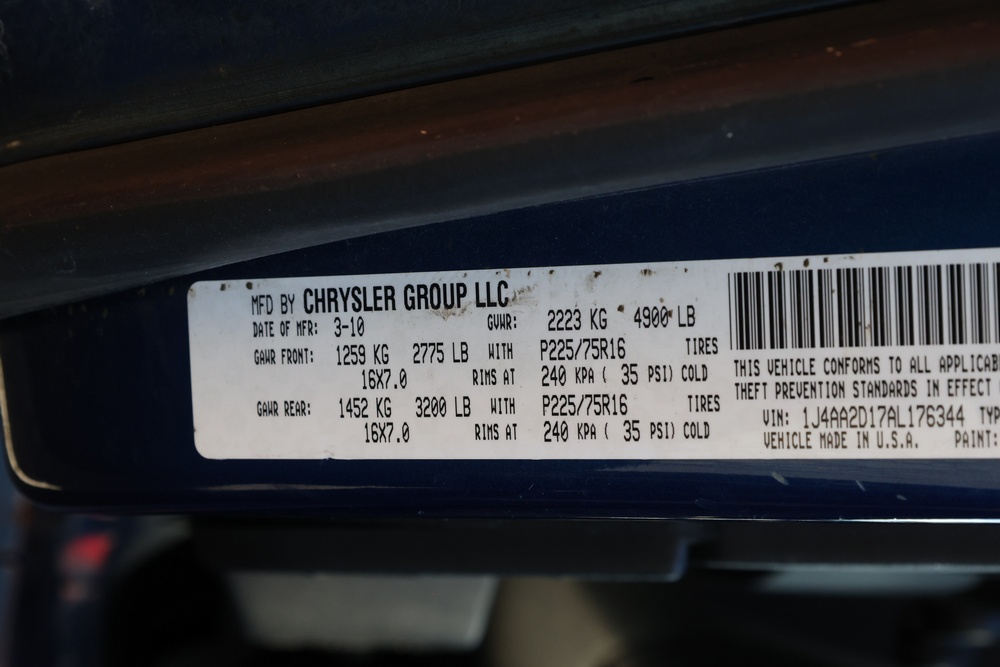 MFD BY CHRYSLER GROUP LLC
DATE OF MFR: 3-10 GVWR: 2223 KG 4900 LB
GAWR FRONT: 1259 KG 2775 LB WITH P225/75R16 TIRES
16X7.0 RIMS AT 240 KPA ( 35 PSI) COLD
GAWR REAR: 1452 KG 3200 LB WITH P225/75R16 TIRES
16X7.0 RIMS AT 240 KPA ( 35 PSI) COLD
THIS VEHICLE CONFORMS TO ALL APPLICAB
THEFT PREVENTION STANDARDS IN EFFECT
VIN: 1J4AA2D17AL176344 TYP
VEHICLE MADE IN U.S.A. PAINT: